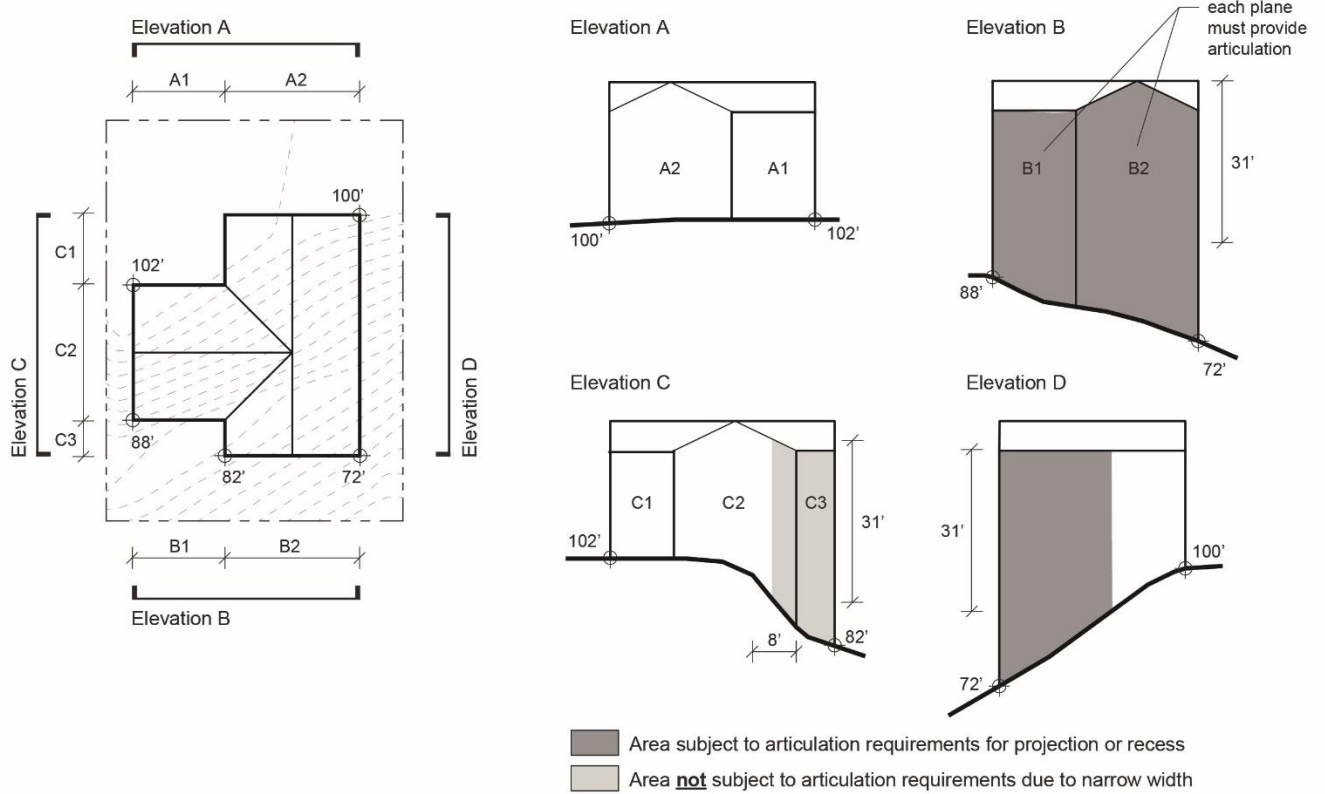 Elevation A
A1
A2
100'
102'
C1
C2
C3
88'
82'
72'
Elevation C
Elevation D
B1
B2
Elevation B
Elevation A
A2
A1
100'
102'
Elevation B
each plane
must provide
articulation
B1
B2
31'
88'
72'
Elevation C
C1
C2
C3
31'
102'
8'
82'
Elevation D
31'
100'
72'
Area subject to articulation requirements for projection or recess
Area not subject to articulation requirements due to narrow width